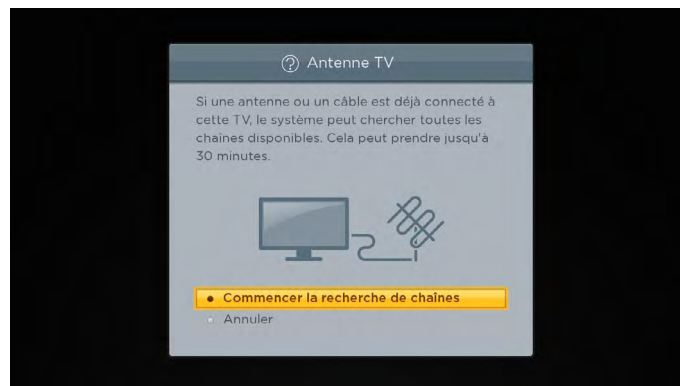 Antenne TV
Si une antenne ou un câble est déjà connecté à
cette TV, le système peut chercher toutes les
chaînes disponibles. Cela peut prendre jusqu'à
30 minutes.
Commencer la recherche de chaînes
Annuler